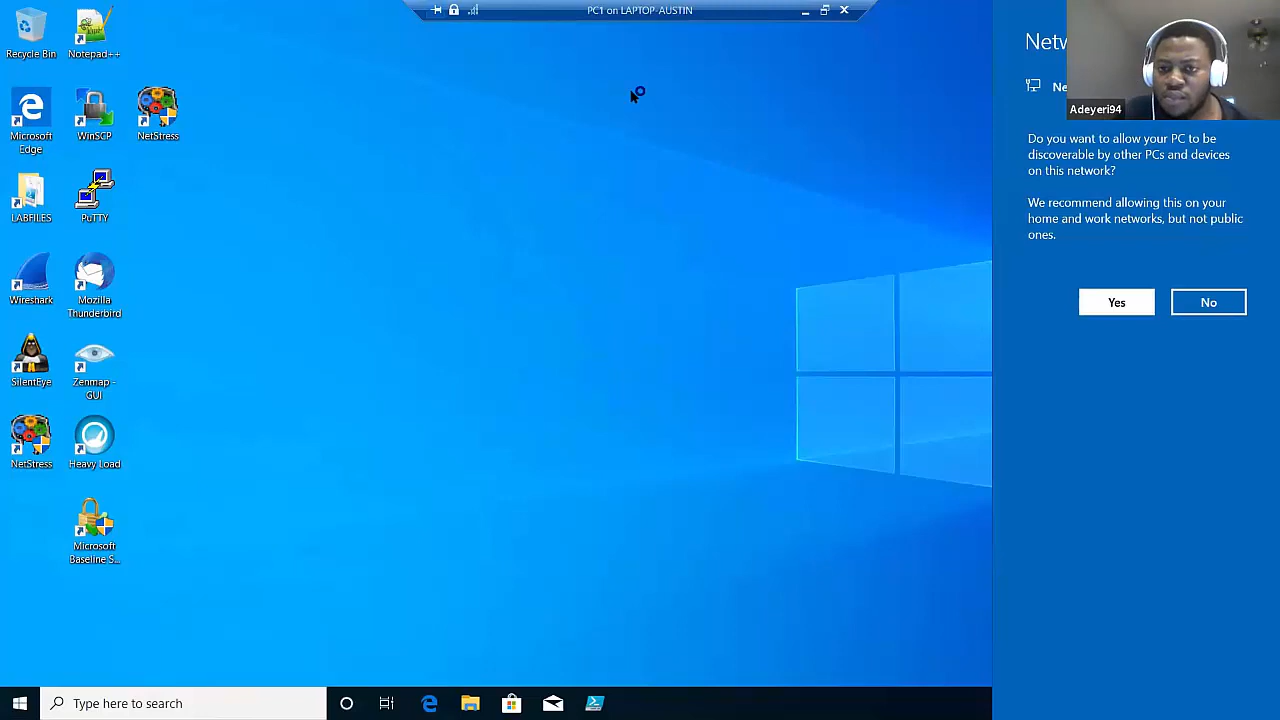 PC1 on LAPTOP-AUSTIN
Recycle Bin
Notepad++
Microsoft
Edge
WinSCP
NetStress
LABFILES
PuTTY
Wireshark
Mozilla
Thunderbird
SilentEye
Zenmap -
GUI
NetStress
Heavy Load
Microsoft
Baseline S...
Netw
Ne
Adeyeri94
Do you want to allow your PC to be
discoverable by other PCs and devices
on this network?
We recommend allowing this on your
home and work networks, but not public
ones.
Yes
No
Type here to search